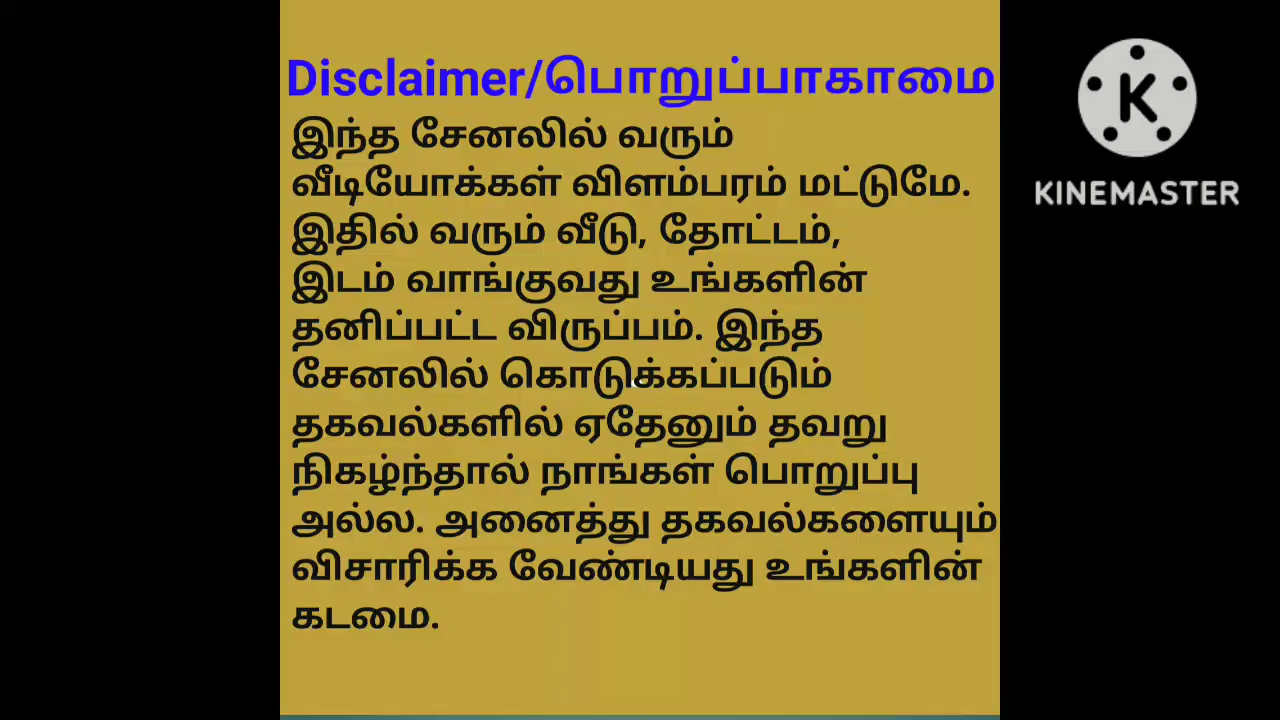 Disclaimer/பொறுப்பாகாமை
இந்த சேனலில் வரும்
வீடியோக்கள் விளம்பரம் மட்டுமே.
இதில் வரும் வீடு, தோட்டம்,
இடம் வாங்குவது உங்களின்
தனிப்பட்ட விருப்பம். இந்த
சேனலில் கொடுக்கப்படும்
தகவல்களில் ஏதேனும் தவறு
நிகழ்ந்தால் நாங்கள் பொறுப்பு
அல்ல. அனைத்து தகவல்களையும்
விசாரிக்க வேண்டியது உங்களின்
கடமை.
K
KINEMASTER